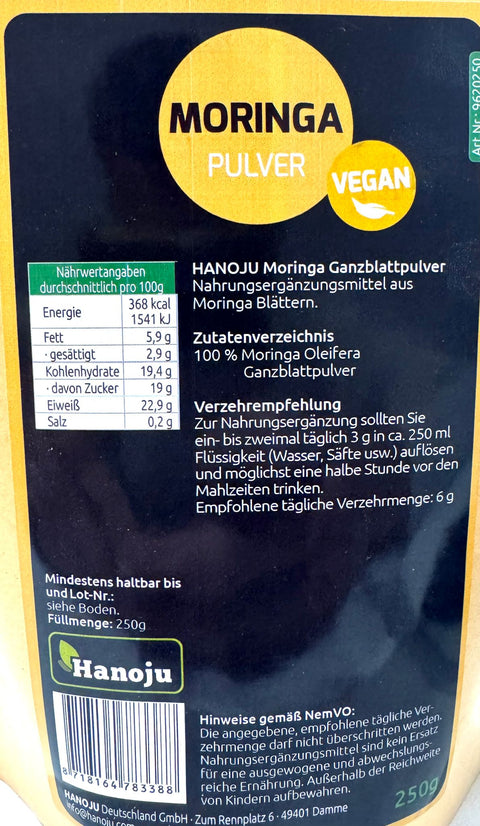 MORINGA
PULVER
VEGAN
Art.Nr.: 9620250
Nährwertangaben
durchschnittlich pro 100g
Energie 368 kcal
1541 kJ
Fett 5,9 g
· gesättigt 2,9 g
Kohlenhydrate 19,4 g
· davon Zucker 19 g
Eiweiß 22,9 g
Salz 0,2 g
HANOJU Moringa Ganzblattpulver
Nahrungsergänzungsmittel aus
Moringa Blättern.
Zutatenverzeichnis
100 % Moringa Oleifera
Ganzblattpulver
Verzehrempfehlung
Zur Nahrungsergänzung sollten Sie
ein- bis zweimal täglich 3 g in ca. 250 ml
Flüssigkeit (Wasser, Säfte usw.) auflösen
und möglichst eine halbe Stunde vor den
Mahlzeiten trinken.
Empfohlene tägliche Verzehrmenge: 6 g
Mindestens haltbar bis
und Lot-Nr.:
siehe Boden.
Füllmenge: 250g
Hanoju
8 718164 783388
Hinweise gemäß NemVO:
Die angegebene, empfohlene tägliche Ver-
zehrmenge darf nicht überschritten werden.
Nahrungsergänzungsmittel sind kein Ersatz
für eine ausgewogene und abwechslungs-
reiche Ernährung. Außerhalb der Reichweite
von Kindern aufbewahren.
250g
HANOJU Deutschland GmbH · Zum Rennplatz 6 · 49401 Damme
info@hanoju.com